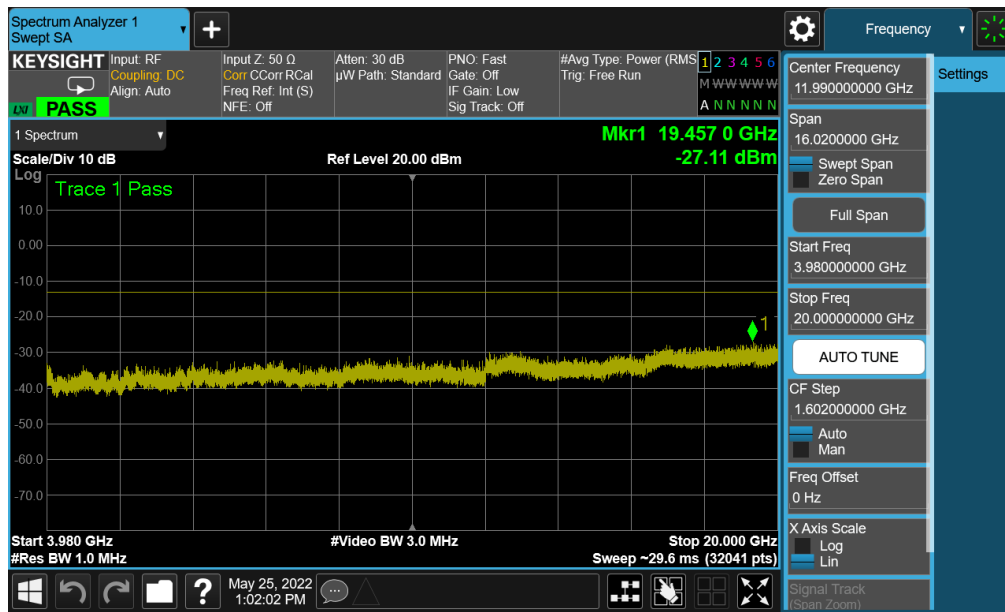 Spectrum Analyzer 1
Swept SA
+
Frequency
KEYSIGHT
LXI
PASS
Input: RF
Coupling: DC
Align: Auto
Input Z: 50 Ω
Corr CCorr RCal
Freq Ref: Int (S)
NFE: Off
Atten: 30 dB
µW Path: Standard
PNO: Fast
Gate: Off
IF Gain: Low
Sig Track: Off
#Avg Type: Power (RMS
Trig: Free Run
1 2 3 4 5 6
M W W W W W
A N N N N N
1 Spectrum
Mkr1 19.457 0 GHz
-27.11 dBm
Scale/Div 10 dB
Ref Level 20.00 dBm
Log
Trace 1 Pass
10.0
0.00
-10.0
-20.0
-30.0
-40.0
-50.0
-60.0
-70.0
1
Start 3.980 GHz
#Video BW 3.0 MHz
Stop 20.000 GHz
#Res BW 1.0 MHz
Sweep ~29.6 ms (32041 pts)
Center Frequency
11.990000000 GHz
Settings
Span
16.0200000 GHz
Swept Span
Zero Span
Full Span
Start Freq
3.980000000 GHz
Stop Freq
20.000000000 GHz
AUTO TUNE
CF Step
1.602000000 GHz
Auto
Man
Freq Offset
0 Hz
X Axis Scale
Log
Lin
Signal Track
(Span Zoom)
?
May 25, 2022
1:02:02 PM